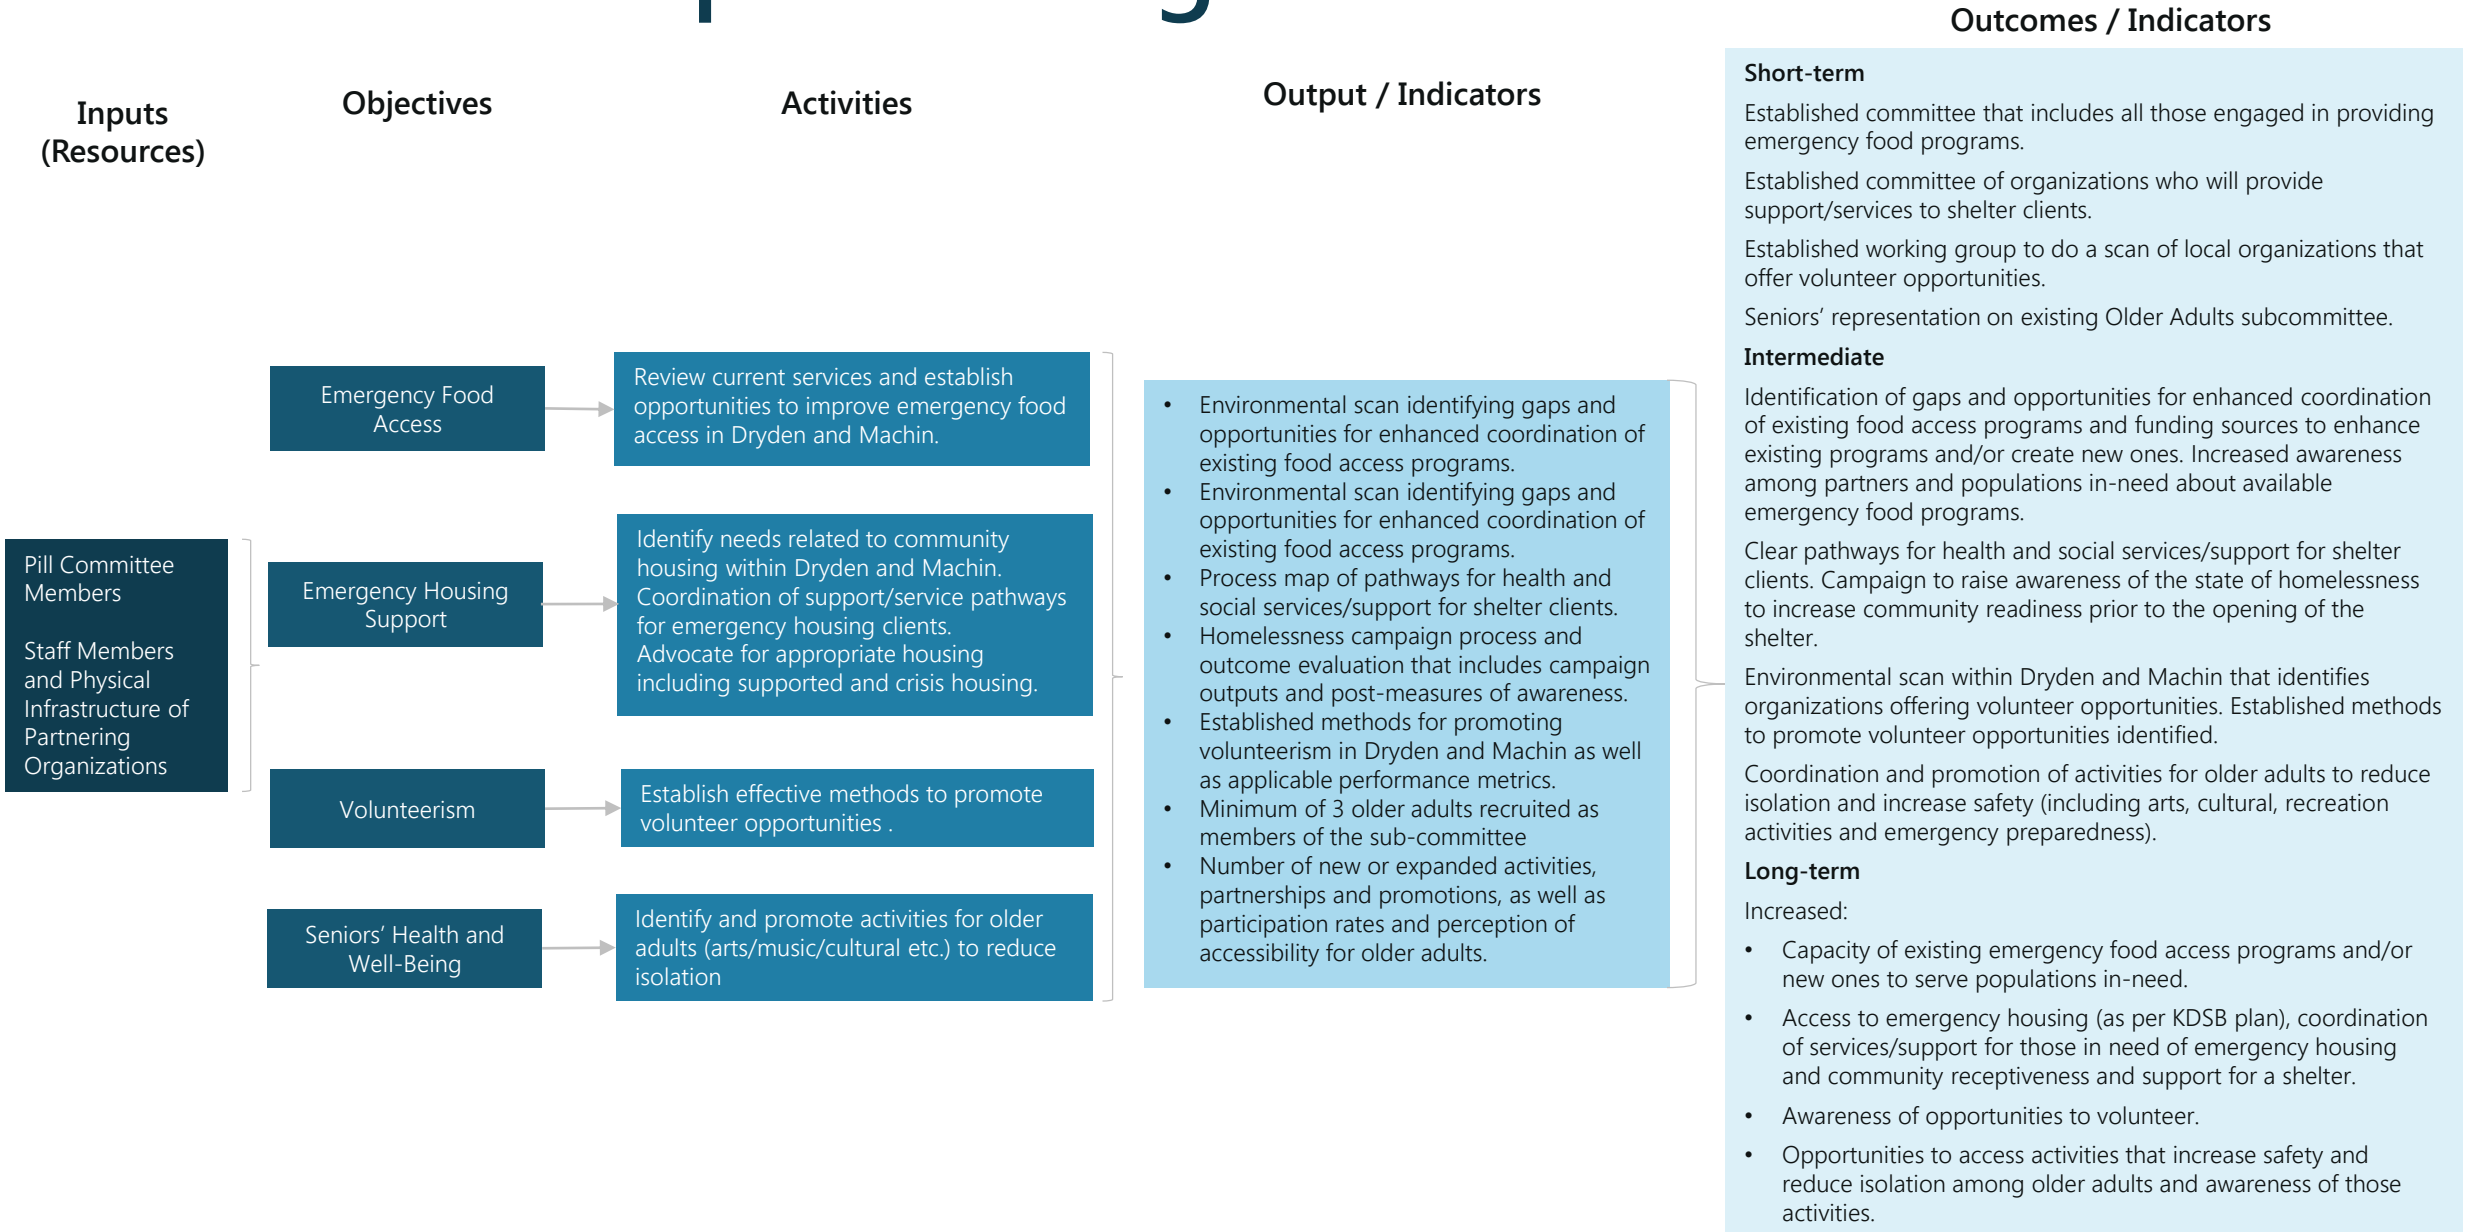 Inputs
(Resources)
Objectives
Activities
Output / Indicators
Outcomes / Indicators
Pill Committee
Members
Staff Members
and Physical
Infrastructure of
Partnering
Organizations
Emergency Food
Access
Emergency Housing
Support
Volunteerism
Seniors’ Health and
Well-Being
Review current services and establish
opportunities to improve emergency food
access in Dryden and Machin.
Identify needs related to community
housing within Dryden and Machin.
Coordination of support/service pathways
for emergency housing clients.
Advocate for appropriate housing
including supported and crisis housing.
Establish effective methods to promote
volunteer opportunities .
Identify and promote activities for older
adults (arts/music/cultural etc.) to reduce
isolation
• Environmental scan identifying gaps and
opportunities for enhanced coordination of
existing food access programs.
• Environmental scan identifying gaps and
opportunities for enhanced coordination of
existing food access programs.
• Process map of pathways for health and
social services/support for shelter clients.
• Homelessness campaign process and
outcome evaluation that includes campaign
outputs and post-measures of awareness.
• Established methods for promoting
volunteerism in Dryden and Machin as well
as applicable performance metrics.
• Minimum of 3 older adults recruited as
members of the sub-committee
• Number of new or expanded activities,
partnerships and promotions, as well as
participation rates and perception of
accessibility for older adults.
Short-term
Established committee that includes all those engaged in providing
emergency food programs.
Established committee of organizations who will provide
support/services to shelter clients.
Established working group to do a scan of local organizations that
offer volunteer opportunities.
Seniors’ representation on existing Older Adults subcommittee.
Intermediate
Identification of gaps and opportunities for enhanced coordination
of existing food access programs and funding sources to enhance
existing programs and/or create new ones. Increased awareness
among partners and populations in-need about available
emergency food programs.
Clear pathways for health and social services/support for shelter
clients. Campaign to raise awareness of the state of homelessness
to increase community readiness prior to the opening of the
shelter.
Environmental scan within Dryden and Machin that identifies
organizations offering volunteer opportunities. Established methods
to promote volunteer opportunities identified.
Coordination and promotion of activities for older adults to reduce
isolation and increase safety (including arts, cultural, recreation
activities and emergency preparedness).
Long-term
Increased:
• Capacity of existing emergency food access programs and/or
new ones to serve populations in-need.
• Access to emergency housing (as per KDSB plan), coordination
of services/support for those in need of emergency housing
and community receptiveness and support for a shelter.
• Awareness of opportunities to volunteer.
• Opportunities to access activities that increase safety and
reduce isolation among older adults and awareness of those
activities.